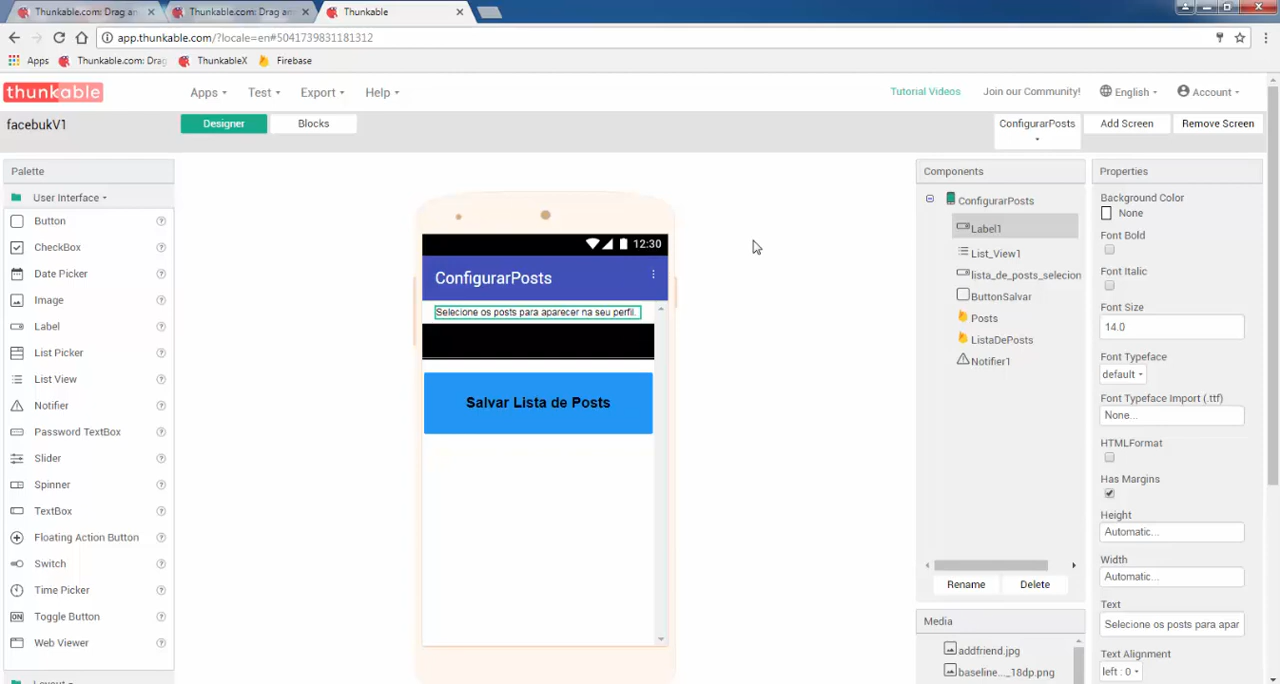 Thunkable.com: Drag an
Thunkable.com: Drag an
Thunkable
app.thunkable.com/?locale=en#5041739831181312
Apps
Thunkable.com: Drag
ThunkableX
Firebase
thunkable
Apps
Test
Export
Help
Tutorial Videos
Join our Community!
English
Account
facebukV1
Designer
Blocks
ConfigurarPosts
Add Screen
Remove Screen
Palette
User Interface
Button
CheckBox
Date Picker
Image
Label
List Picker
List View
Notifier
Password TextBox
Slider
Spinner
TextBox
Floating Action Button
Switch
Time Picker
Toggle Button
Web Viewer
Layout
12:30
ConfigurarPosts
Selecione os posts para aparecer na seu perfil.
Salvar Lista de Posts
Components
ConfigurarPosts
Label1
List_View1
lista_de_posts_selecion
ButtonSalvar
Posts
ListaDePosts
Notifier1
Rename
Delete
Media
addfriend.jpg
baseline..._18dp.png
Properties
Background Color
None
Font Bold
Font Italic
Font Size
14.0
Font Typeface
default
Font Typeface Import (.ttf)
None...
HTMLFormat
Has Margins
Height
Automatic...
Width
Automatic...
Text
Selecione os posts para apar
Text Alignment
left : 0